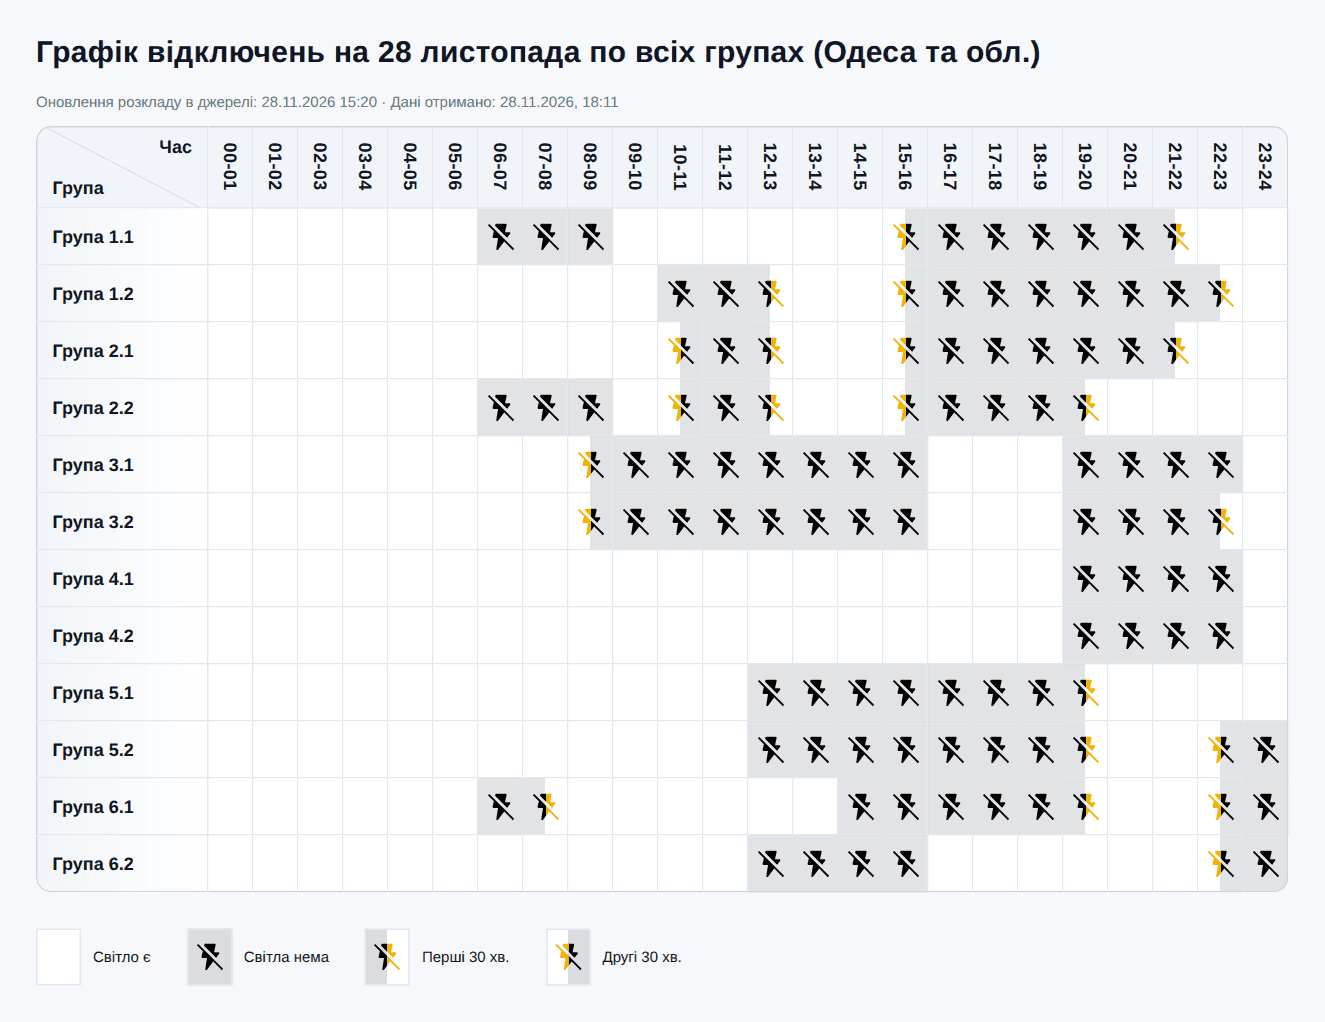 Графік відключень на 28 листопада по всіх групах (Одеса та обл.)
Оновлення розкладу в джерелі: 28.11.2026 15:20 · Дані отримано: 28.11.2026, 18:11
Час
Група
00-01 01-02 02-03 03-04 04-05 05-06 06-07 07-08 08-09 09-10 10-11 11-12 12-13 13-14 14-15 15-16 16-17 17-18 18-19 19-20 20-21 21-22 22-23 23-24
Група 1.1
Група 1.2
Група 2.1
Група 2.2
Група 3.1
Група 3.2
Група 4.1
Група 4.2
Група 5.1
Група 5.2
Група 6.1
Група 6.2
Світло є Світла нема Перші 30 хв. Другі 30 хв.